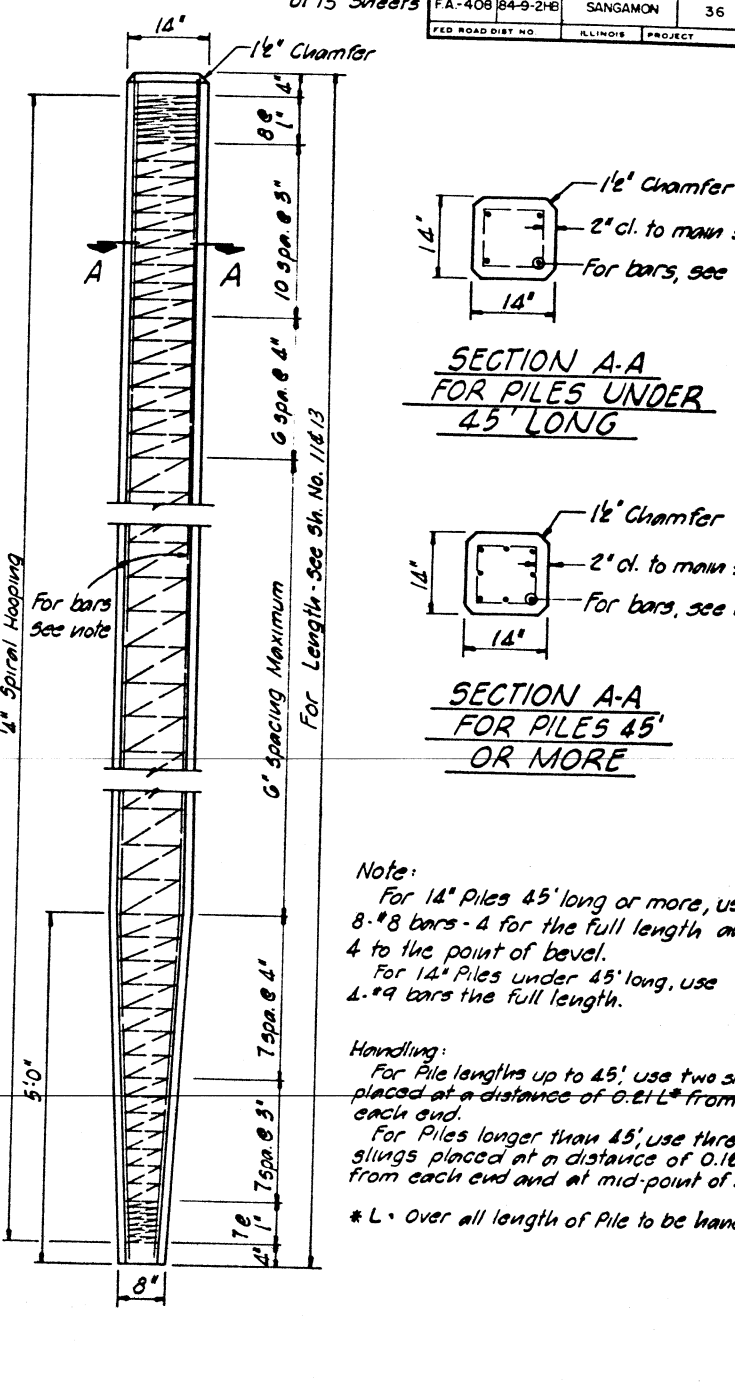 of 15 Sheets
F.A.-408 84-9-2HB SANGAMON 36
FED ROAD DIST NO. ILLINOIS PROJECT
14"
1½" Chamfer
4"
8 @ 1"
10 spa. @ 3"
A A
6 spa. @ 4"
For Length - See Sh. No. 11 & 13
¼" Spiral Hooping
For bars
see note
6" Spacing Maximum
7 spa. @ 4"
5'-0"
7 spa. @ 3"
7 @ 1"
4"
8"
1½" Chamfer
14"
2" cl. to main
For bars, see
14"
SECTION A-A
FOR PILES UNDER
45' LONG
1½" Chamfer
14"
2" cl. to main
For bars, see
14"
SECTION A-A
FOR PILES 45'
OR MORE
Note:
For 14" Piles 45' long or more,
8-#8 bars - 4 for the full length
4 to the point of bevel.
For 14" Piles under 45' long, use
4-#9 bars the full length.
Handling:
For Pile lengths up to 45', use two
placed at a distance of 0.21 L* from
each end.
For Piles longer than 45', use
slings placed at a distance of
from each end and at mid-point of
* L = Over all length of Pile to be